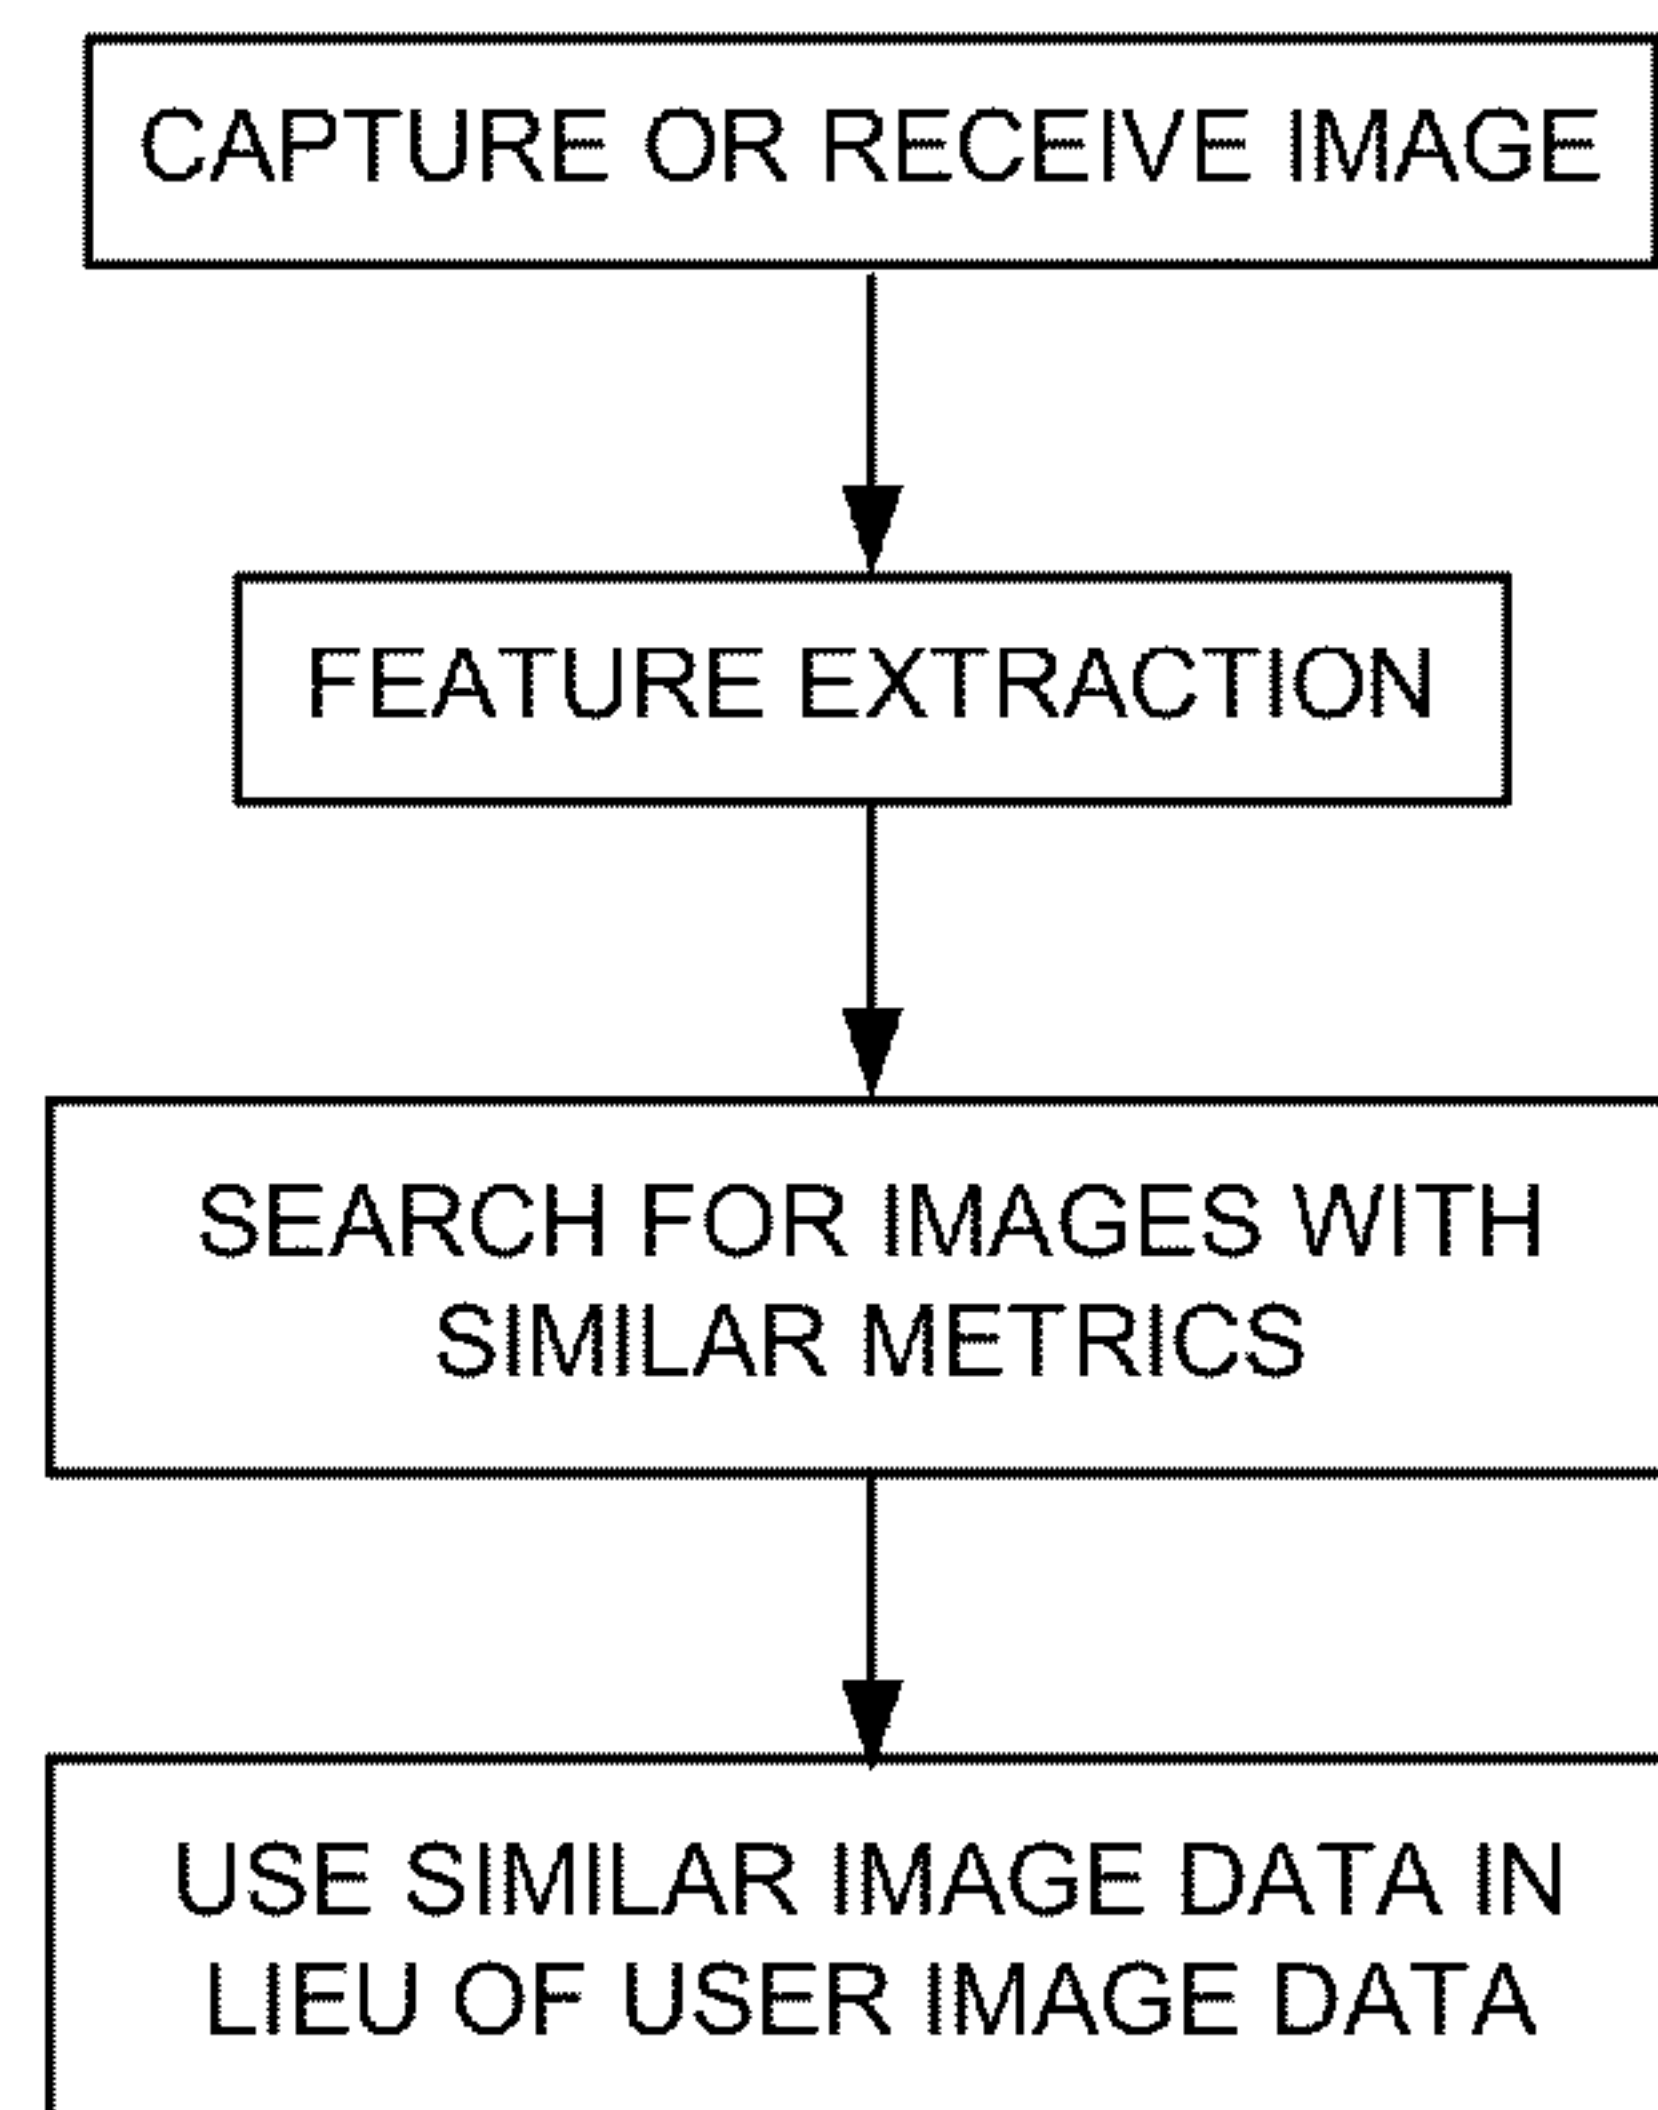 CAPTURE OR RECEIVE IMAGE
FEATURE EXTRACTION
SEARCH FOR IMAGES WITH
SIMILAR METRICS
USE SIMILAR IMAGE DATA IN
LIEU OF USER IMAGE DATA